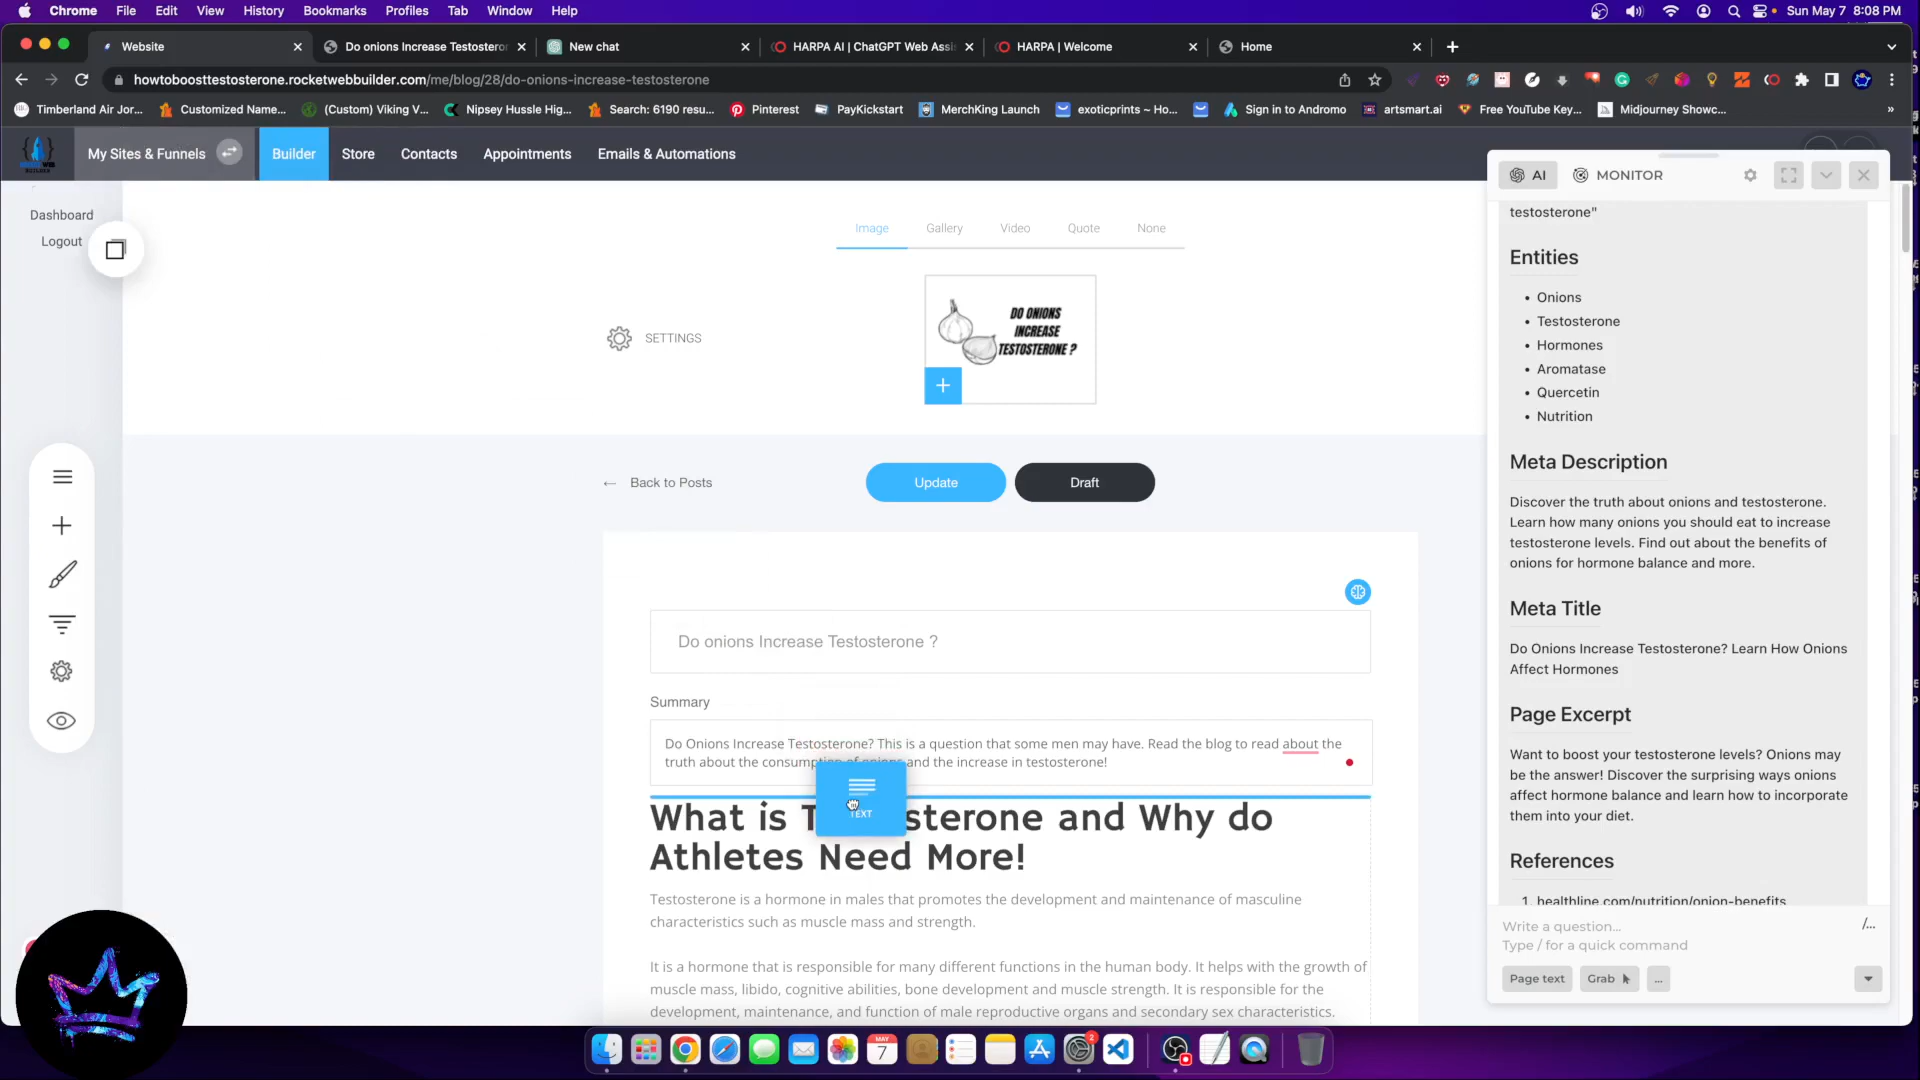 Chrome File Edit View History Bookmarks Profiles Tab Window Help
Sun May 7 8:08 PM
Website
Do onions Increase Testostero
New chat
HARPA AI | ChatGPT Web Assi
HARPA | Welcome
Home
howtoboosttestosterone.rocketwebbuilder.com/me/blog/28/do-onions-increase-testosterone
Timberland Air Jor...
Customized Name...
(Custom) Viking V...
Nipsey Hussle Hig...
Search: 6190 resu...
Pinterest
PayKickstart
MerchKing Launch
exoticprints ~ Ho...
Sign in to Andromo
artsmart.ai
Free YouTube Key...
Midjourney Showc...
»
My Sites & Funnels
Builder
Store
Contacts
Appointments
Emails & Automations
Dashboard
Logout
Image
Gallery
Video
Quote
None
SETTINGS
DO ONIONS
INCREASE
TESTOSTERONE ?
← Back to Posts
Update
Draft
Do onions Increase Testosterone ?
Summary
Do Onions Increase Testosterone? This is a question that some men may have. Read the blog to read about the
truth about the consumption of onions and the increase in testosterone!
TEXT
What is T sterone and Why do
Athletes Need More!
Testosterone is a hormone in males that promotes the development and maintenance of masculine
characteristics such as muscle mass and strength.
It is a hormone that is responsible for many different functions in the human body. It helps with the growth of
muscle mass, libido, cognitive abilities, bone development and muscle strength. It is responsible for the
development, maintenance, and function of male reproductive organs and secondary sex characteristics.
AI
MONITOR
testosterone"
Entities
• Onions
• Testosterone
• Hormones
• Aromatase
• Quercetin
• Nutrition
Meta Description
Discover the truth about onions and testosterone.
Learn how many onions you should eat to increase
testosterone levels. Find out about the benefits of
onions for hormone balance and more.
Meta Title
Do Onions Increase Testosterone? Learn How Onions
Affect Hormones
Page Excerpt
Want to boost your testosterone levels? Onions may
be the answer! Discover the surprising ways onions
affect hormone balance and learn how to incorporate
them into your diet.
References
1. healthline.com/nutrition/onion-benefits
Write a question...
Type / for a quick command
/...
Page text
Grab
...
MAY
7
2